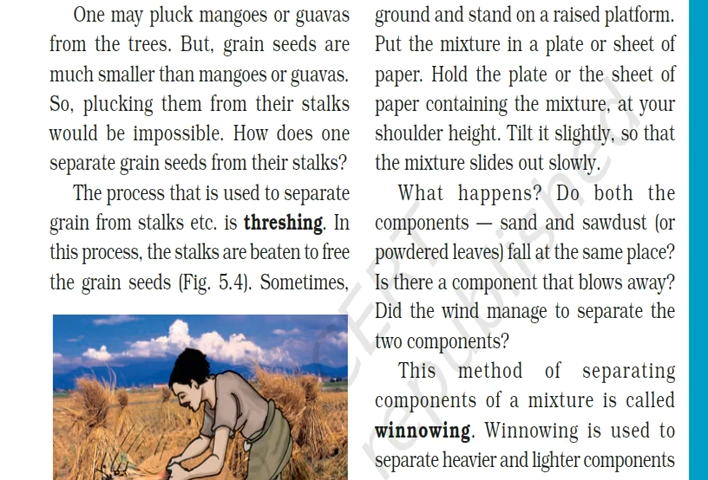 One may pluck mangoes or guavas
from the trees. But, grain seeds are
much smaller than mangoes or guavas.
So, plucking them from their stalks
would be impossible. How does one
separate grain seeds from their stalks?
The process that is used to separate
grain from stalks etc. is threshing. In
this process, the stalks are beaten to free
the grain seeds (Fig. 5.4). Sometimes,
ground and stand on a raised platform.
Put the mixture in a plate or sheet of
paper. Hold the plate or the sheet of
paper containing the mixture, at your
shoulder height. Tilt it slightly, so that
the mixture slides out slowly.
What happens? Do both the
components — sand and sawdust (or
powdered leaves) fall at the same place?
Is there a component that blows away?
Did the wind manage to separate the
two components?
This method of separating
components of a mixture is called
winnowing. Winnowing is used to
separate heavier and lighter components
CERT
republished